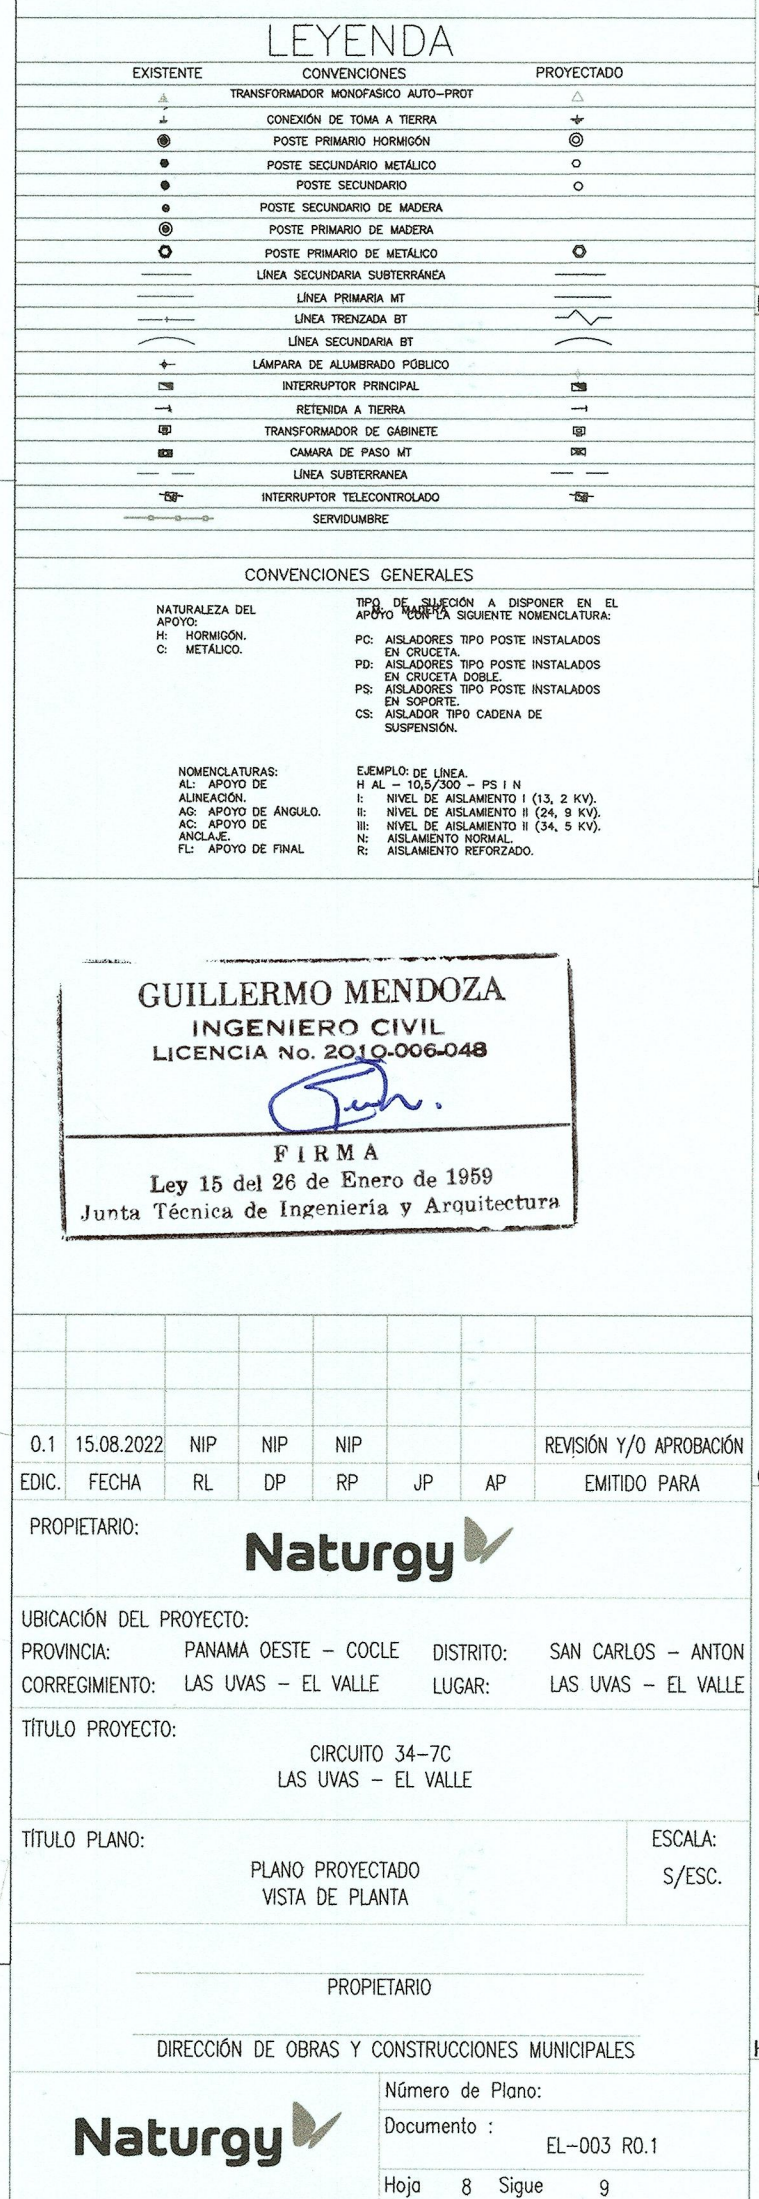 LEYENDA
EXISTENTE CONVENCIONES PROYECTADO
TRANSFORMADOR MONOFASICO AUTO-PROT
CONEXIÓN DE TOMA A TIERRA
POSTE PRIMARIO HORMIGÓN
POSTE SECUNDARIO METÁLICO
POSTE SECUNDARIO
POSTE SECUNDARIO DE MADERA
POSTE PRIMARIO DE MADERA
POSTE PRIMARIO DE METÁLICO
LÍNEA SECUNDARIA SUBTERRÁNEA
LÍNEA PRIMARIA MT
LÍNEA TRENZADA BT
LÍNEA SECUNDARIA BT
LÁMPARA DE ALUMBRADO PÚBLICO
INTERRUPTOR PRINCIPAL
RETENIDA A TIERRA
TRANSFORMADOR DE GABINETE
CAMARA DE PASO MT
LÍNEA SUBTERRANEA
INTERRUPTOR TELECONTROLADO
SERVIDUMBRE
CONVENCIONES GENERALES
NATURALEZA DEL
APOYO:
H: HORMIGÓN.
C: METÁLICO.
M: MADERA
TIPO DE SUJECIÓN A DISPONER EN EL
APOYO CON LA SIGUIENTE NOMENCLATURA:
PC: AISLADORES TIPO POSTE INSTALADOS
EN CRUCETA.
PD: AISLADORES TIPO POSTE INSTALADOS
EN CRUCETA DOBLE.
PS: AISLADORES TIPO POSTE INSTALADOS
EN SOPORTE.
CS: AISLADOR TIPO CADENA DE
SUSPENSIÓN.
NOMENCLATURAS:
AL: APOYO DE
ALINEACIÓN.
AG: APOYO DE ÁNGULO.
AC: APOYO DE
ANCLAJE.
FL: APOYO DE FINAL
EJEMPLO: DE LÍNEA.
H AL - 10,5/300 - PS I N
I: NIVEL DE AISLAMIENTO I (13, 2 KV).
II: NIVEL DE AISLAMIENTO II (24, 9 KV).
III: NIVEL DE AISLAMIENTO II (34, 5 KV).
N: AISLAMIENTO NORMAL.
R: AISLAMIENTO REFORZADO.
GUILLERMO MENDOZA
INGENIERO CIVIL
LICENCIA No. 2010-006-048
FIRMA
Ley 15 del 26 de Enero de 1959
Junta Técnica de Ingeniería y Arquitectura
0.1 15.08.2022 NIP NIP NIP REVISIÓN Y/O APROBACIÓN
EDIC. FECHA RL DP RP JP AP EMITIDO PARA
PROPIETARIO:
Naturgy
UBICACIÓN DEL PROYECTO:
PROVINCIA: PANAMA OESTE - COCLE DISTRITO: SAN CARLOS - ANTON
CORREGIMIENTO: LAS UVAS - EL VALLE LUGAR: LAS UVAS - EL VALLE
TÍTULO PROYECTO:
CIRCUITO 34-7C
LAS UVAS - EL VALLE
TÍTULO PLANO:
PLANO PROYECTADO
VISTA DE PLANTA
ESCALA:
S/ESC.
PROPIETARIO
DIRECCIÓN DE OBRAS Y CONSTRUCCIONES MUNICIPALES
Naturgy
Número de Plano:
Documento :
EL-003 R0.1
Hoja 8 Sigue 9